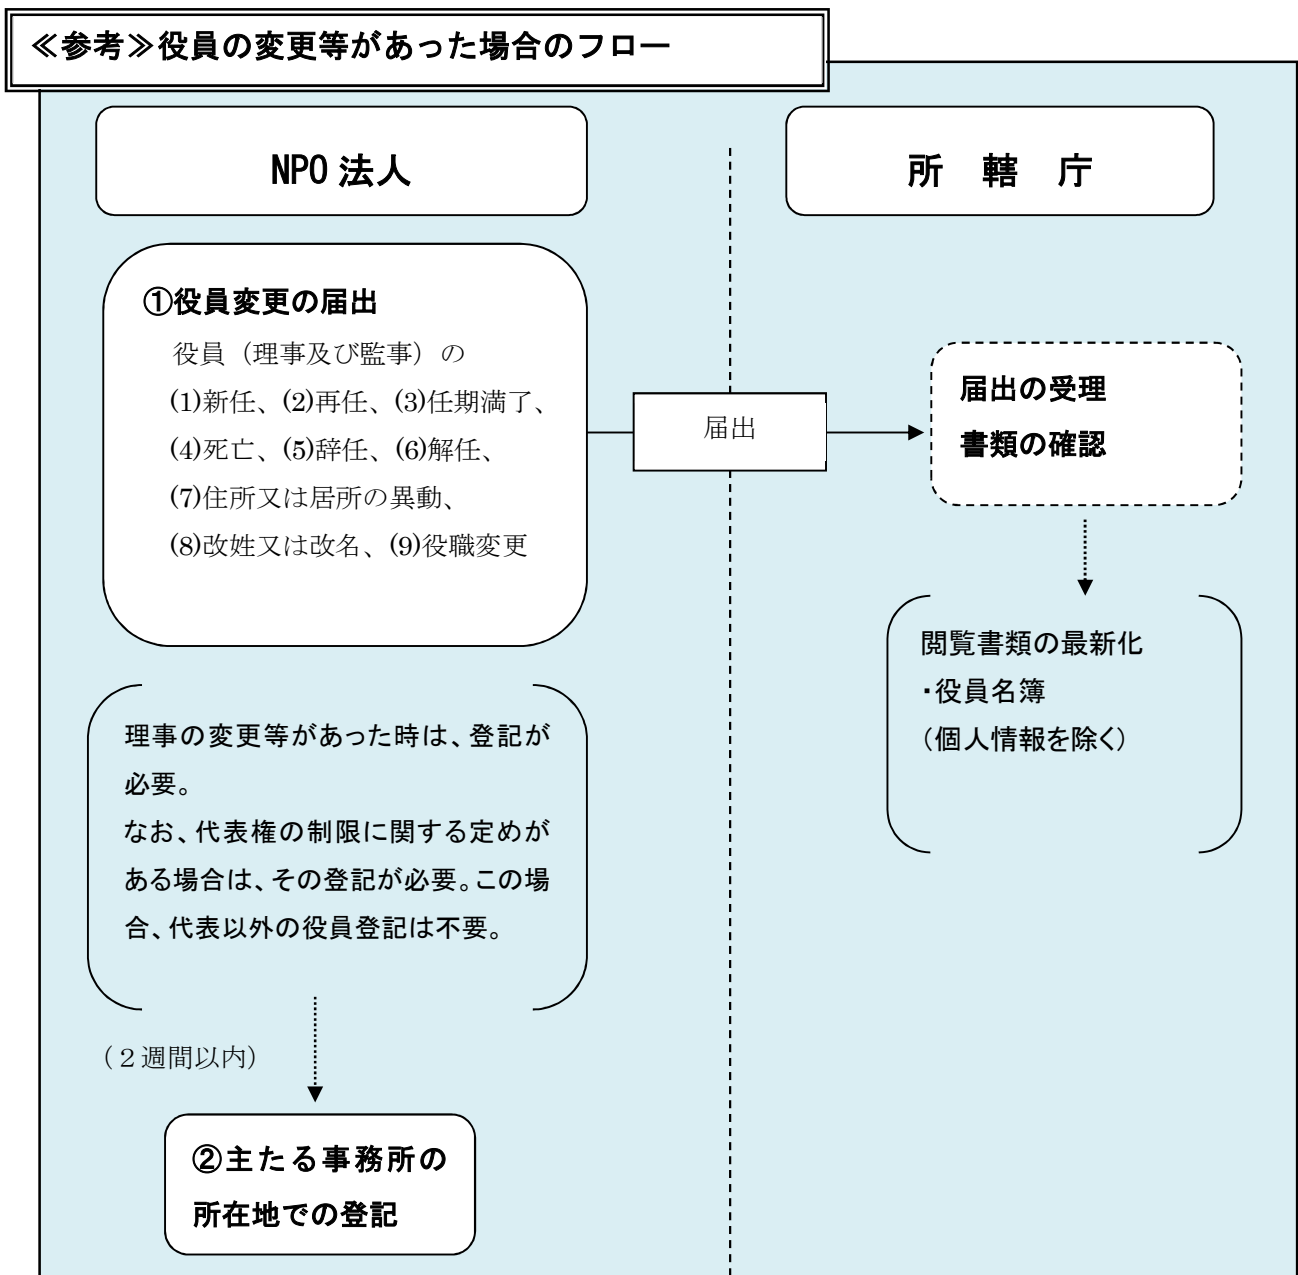 ≪参考≫役員の変更等があった場合のフロー
NPO 法人
所　轄　庁
①役員変更の届出
役員（理事及び監事）の
(1)新任、(2)再任、(3)任期満了、
(4)死亡、(5)辞任、(6)解任、
(7)住所又は居所の異動、
(8)改姓又は改名、(9)役職変更
届出
届出の受理
書類の確認
閲覧書類の最新化
・役員名簿
（個人情報を除く）
理事の変更等があった時は、登記が
必要。
なお、代表権の制限に関する定めが
ある場合は、その登記が必要。この場
合、代表以外の役員登記は不要。
（２週間以内）
②主たる事務所の
所在地での登記